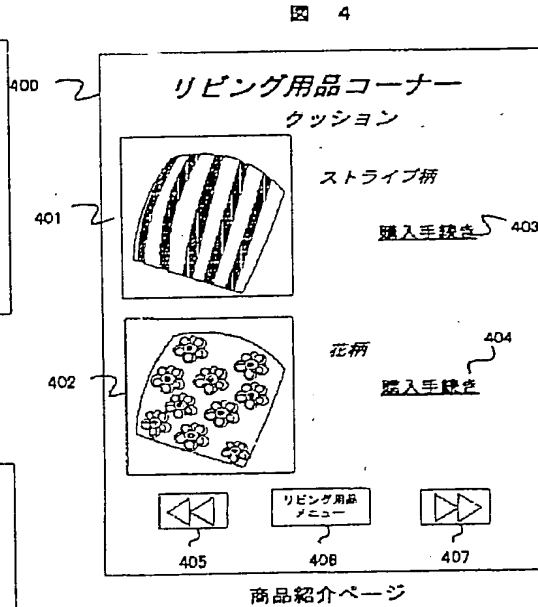 図 4
400
リビング用品コーナー
クッション
ストライプ柄
401
購入手続き
403
花柄
404
402
購入手続き
リビング用品
メニュー
405
406
407
商品紹介ページ